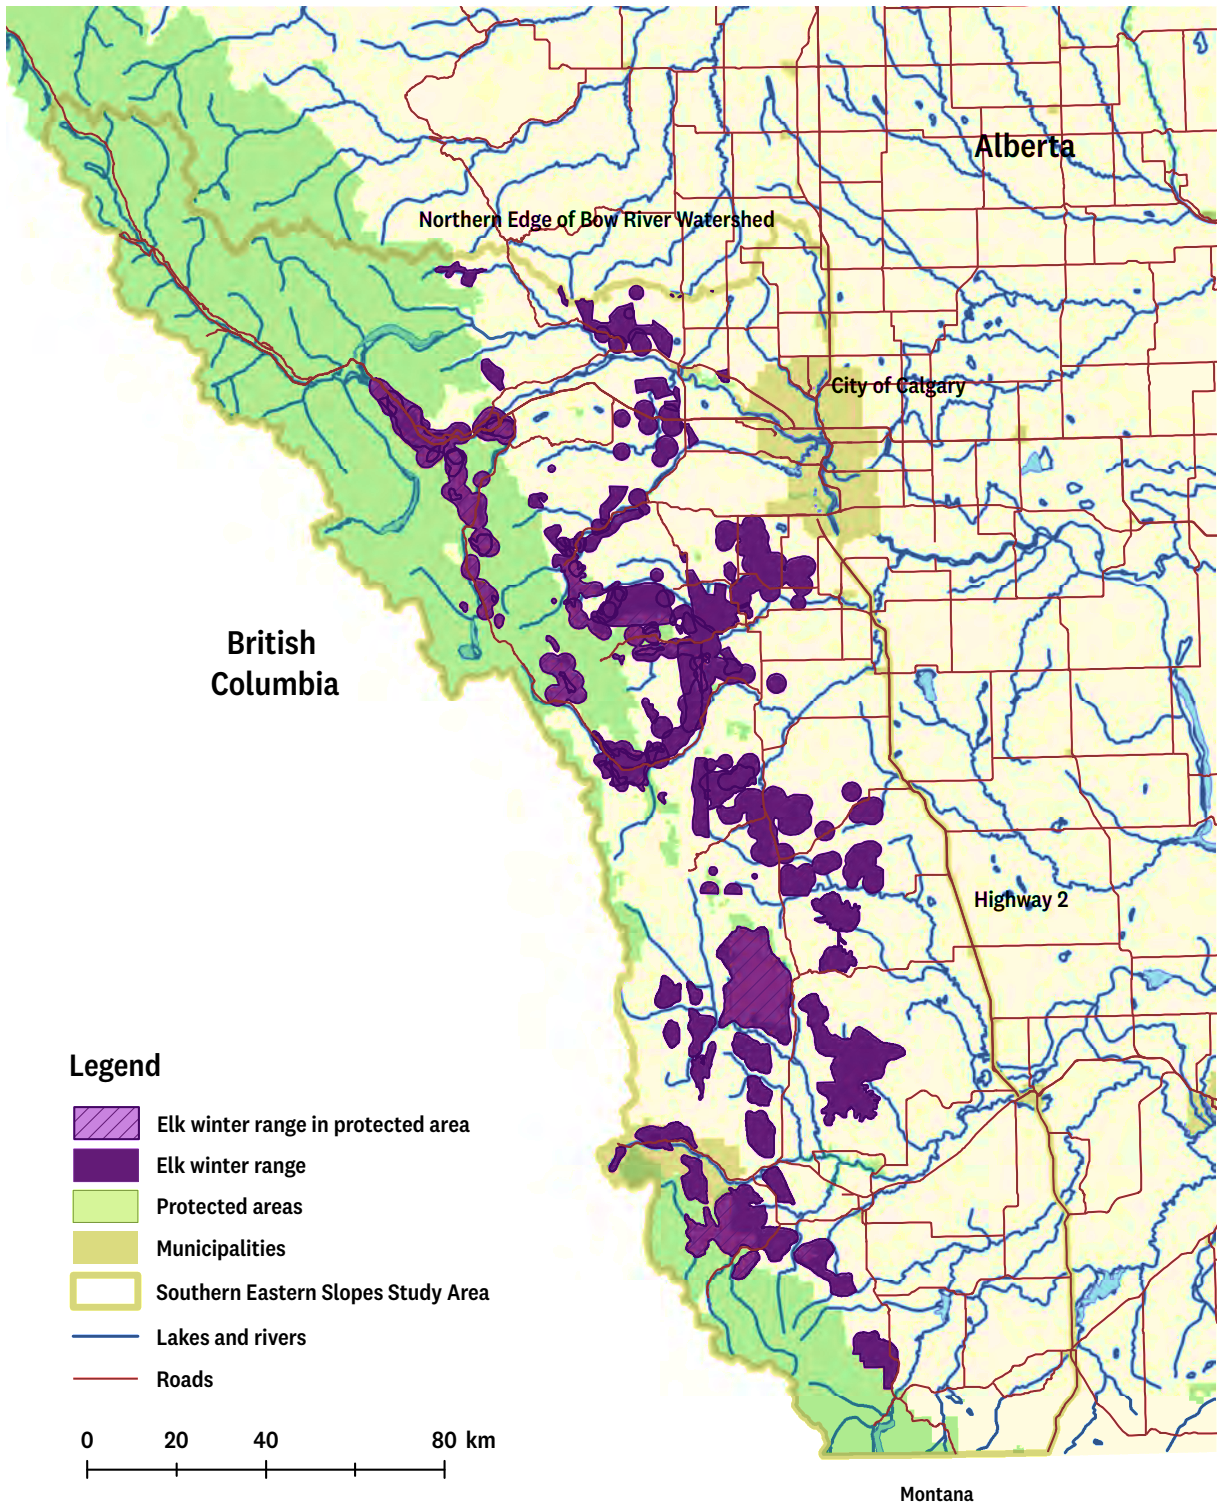 Alberta
Northern Edge of Bow River Watershed
City of Calgary
British
Columbia
Highway 2
Legend
Elk winter range in protected area
Elk winter range
Protected areas
Municipalities
Southern Eastern Slopes Study Area
Lakes and rivers
Roads
0 20 40 80 km
Montana